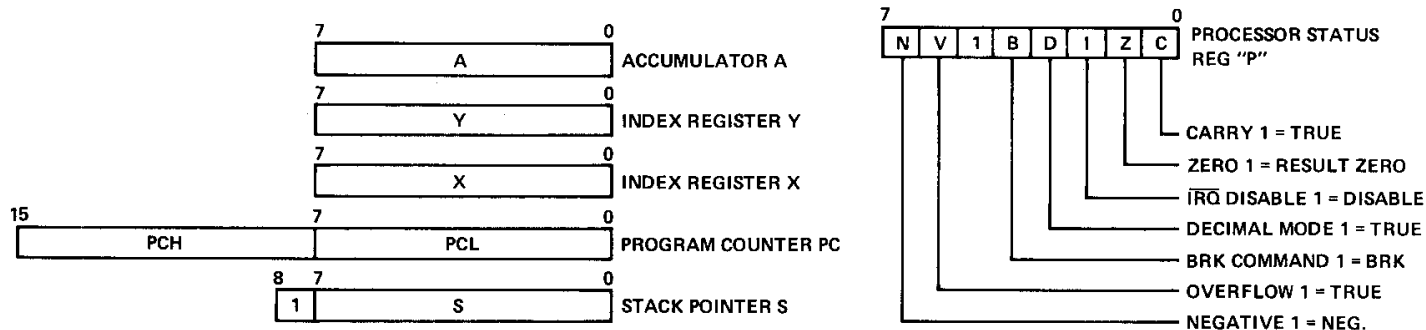 7 0
A ACCUMULATOR A
7 0
Y INDEX REGISTER Y
7 0
X INDEX REGISTER X
15 7 0
PCH PCL PROGRAM COUNTER PC
8 7 0
1 S STACK POINTER S
7 0
N V 1 B D I Z C PROCESSOR STATUS
REG "P"
CARRY 1 = TRUE
ZERO 1 = RESULT ZERO
IRQ DISABLE 1 = DISABLE
DECIMAL MODE 1 = TRUE
BRK COMMAND 1 = BRK
OVERFLOW 1 = TRUE
NEGATIVE 1 = NEG.